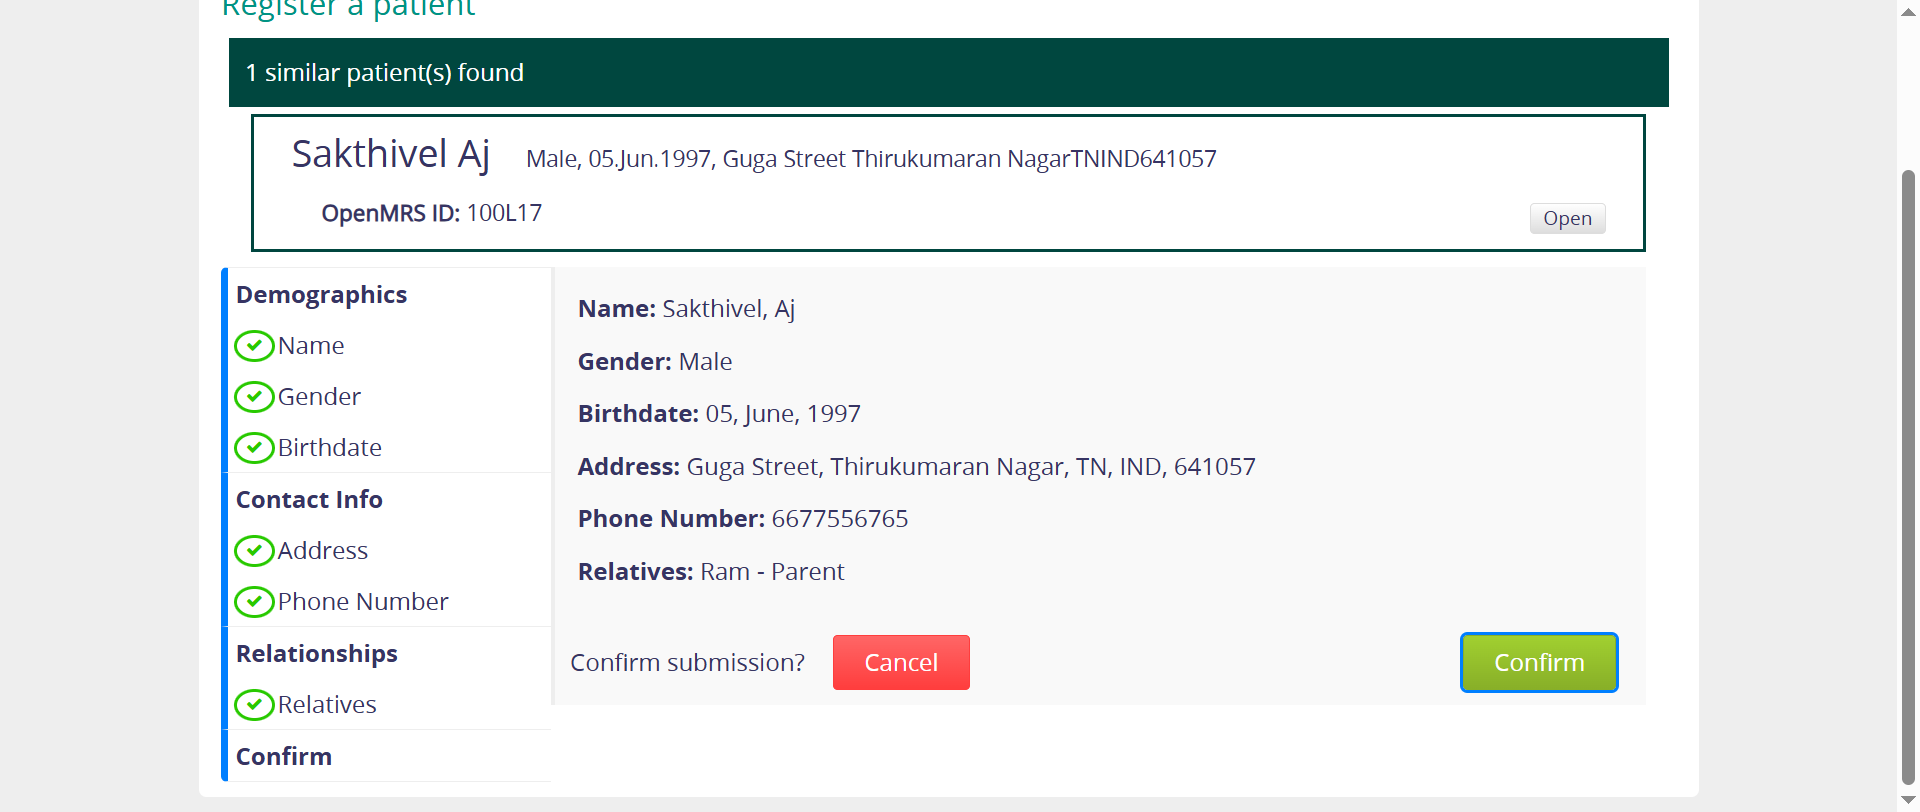 Register a patient
1 similar patient(s) found
Sakthivel Aj Male, 05.Jun.1997, Guga Street Thirukumaran NagarTNIND641057
OpenMRS ID: 100L17
Open
Demographics
Name
Gender
Birthdate
Contact Info
Address
Phone Number
Relationships
Relatives
Confirm
Name: Sakthivel, Aj
Gender: Male
Birthdate: 05, June, 1997
Address: Guga Street, Thirukumaran Nagar, TN, IND, 641057
Phone Number: 6677556765
Relatives: Ram - Parent
Confirm submission? Cancel Confirm